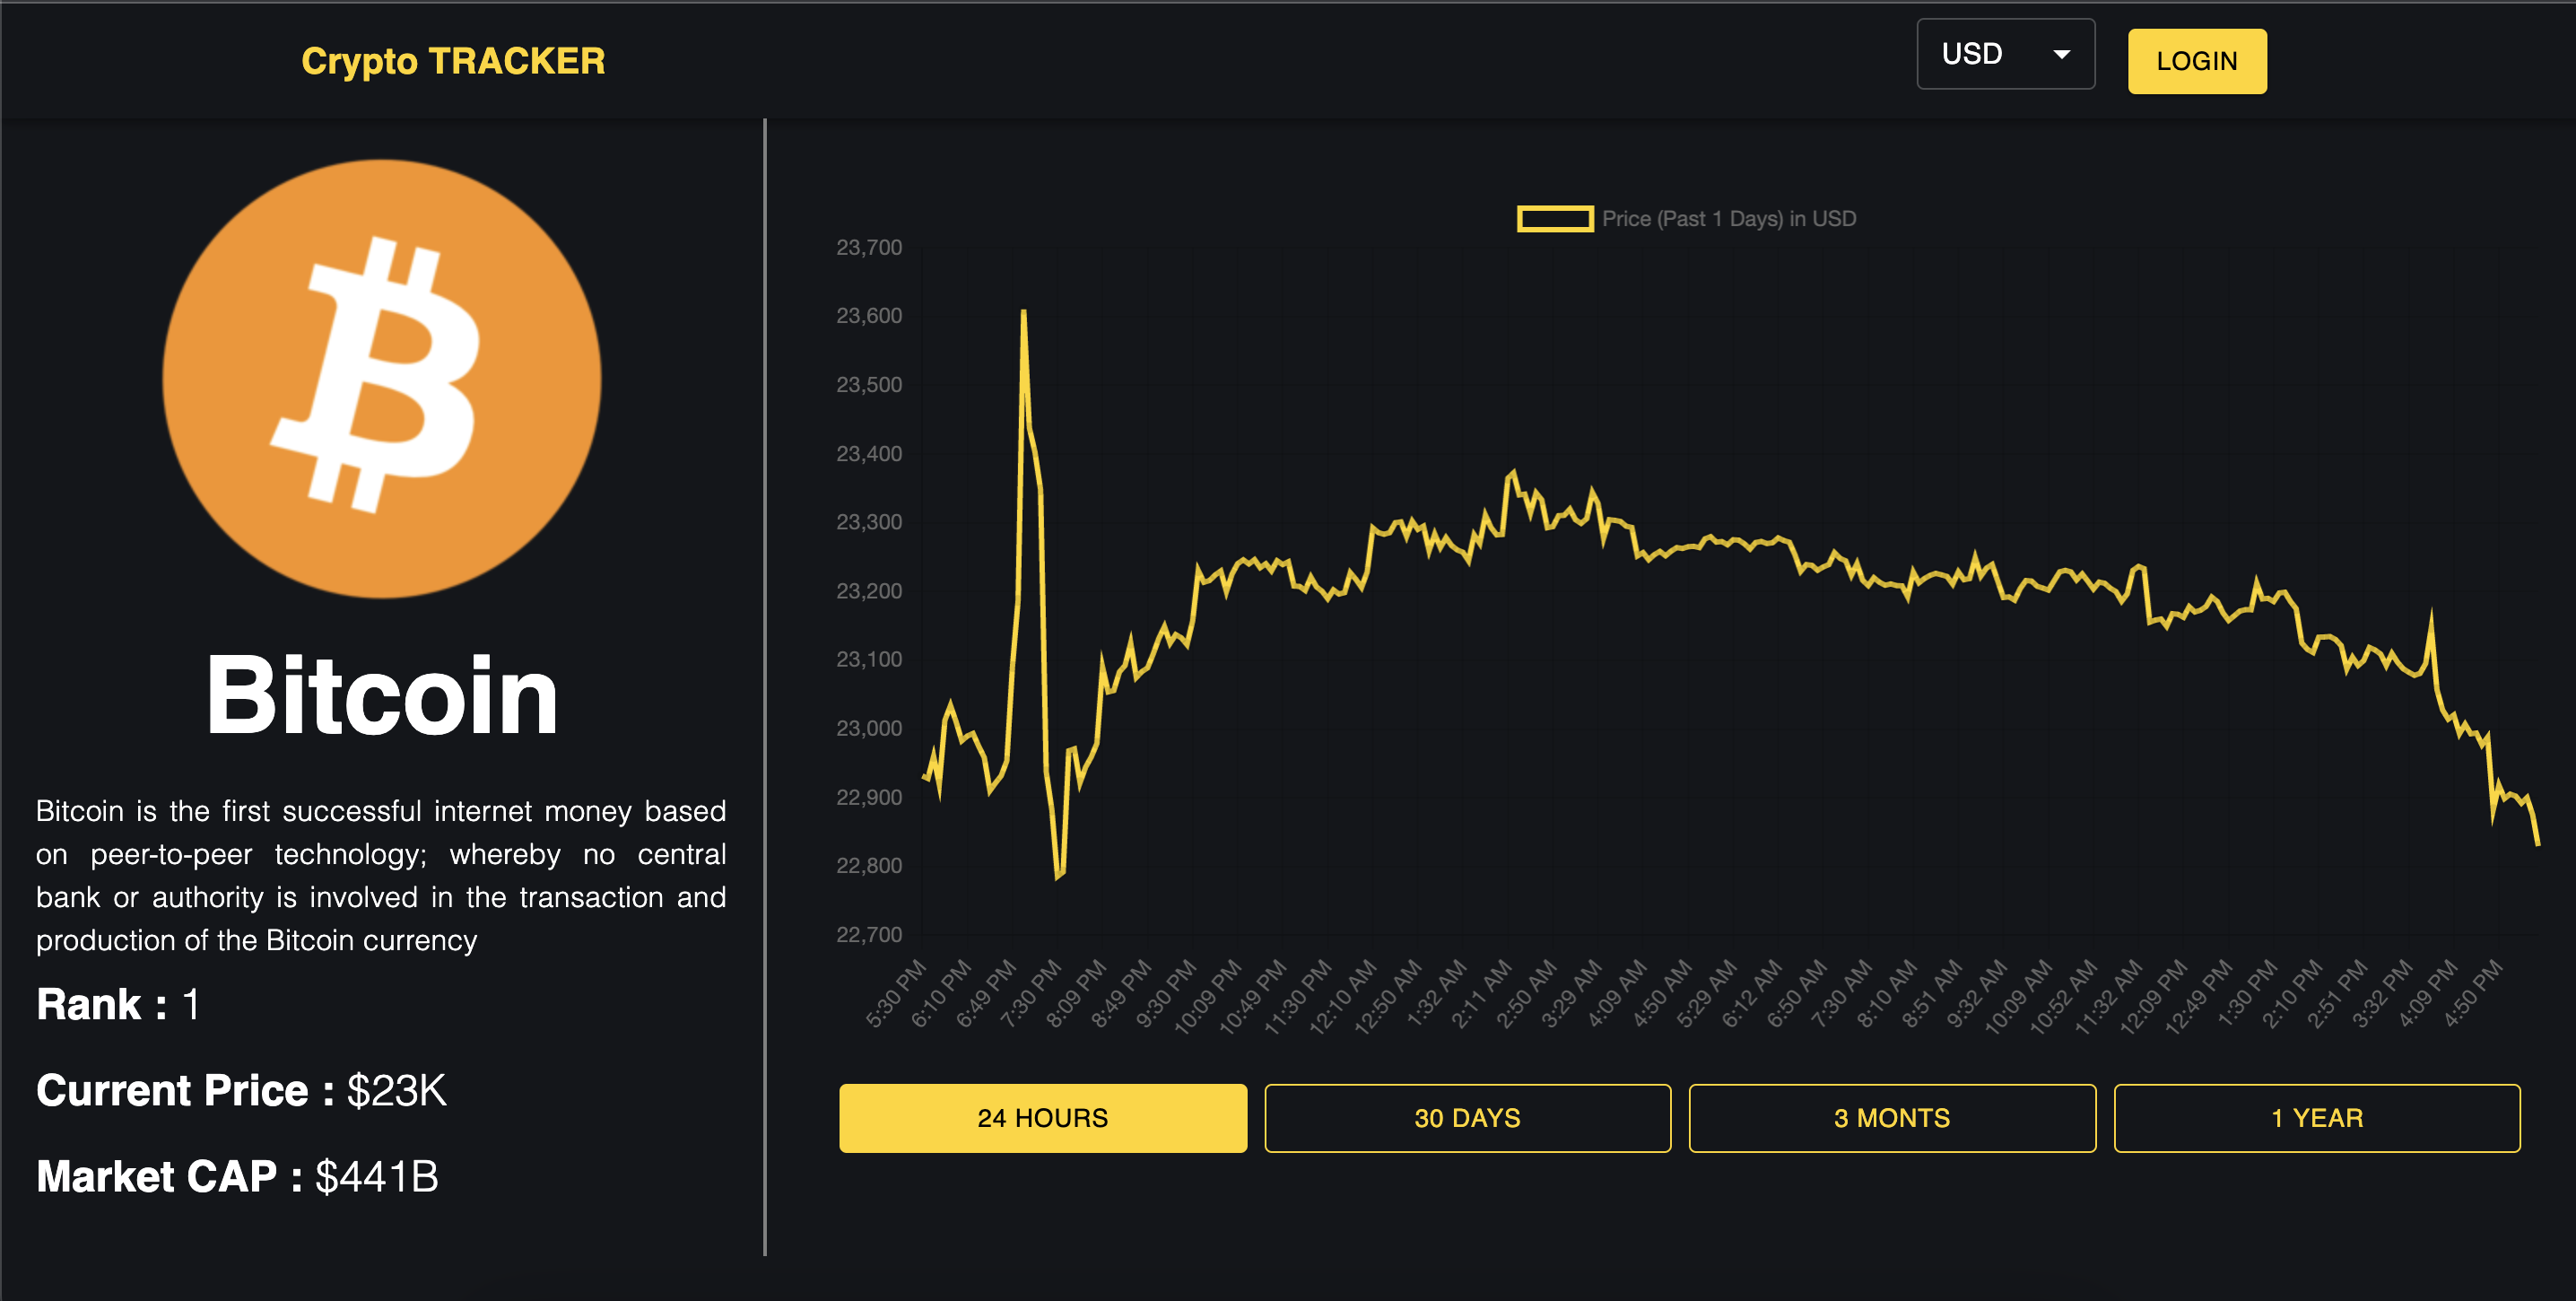 Crypto TRACKER
USD
LOGIN
Bitcoin
Bitcoin is the first successful internet money based
on peer-to-peer technology; whereby no central
bank or authority is involved in the transaction and
production of the Bitcoin currency
Rank : 1
Current Price : $23K
Market CAP : $441B
Price (Past 1 Days) in USD
23,700
23,600
23,500
23,400
23,300
23,200
23,100
23,000
22,900
22,800
22,700
5:30 PM
6:10 PM
6:49 PM
7:30 PM
8:09 PM
8:49 PM
9:30 PM
10:09 PM
10:49 PM
11:30 PM
12:10 AM
12:50 AM
1:32 AM
2:11 AM
2:50 AM
3:29 AM
4:09 AM
4:50 AM
5:29 AM
6:12 AM
6:50 AM
7:30 AM
8:10 AM
8:51 AM
9:32 AM
10:09 AM
10:52 AM
11:32 AM
12:09 PM
12:49 PM
1:30 PM
2:10 PM
2:51 PM
3:32 PM
4:09 PM
4:50 PM
24 HOURS
30 DAYS
3 MONTS
1 YEAR